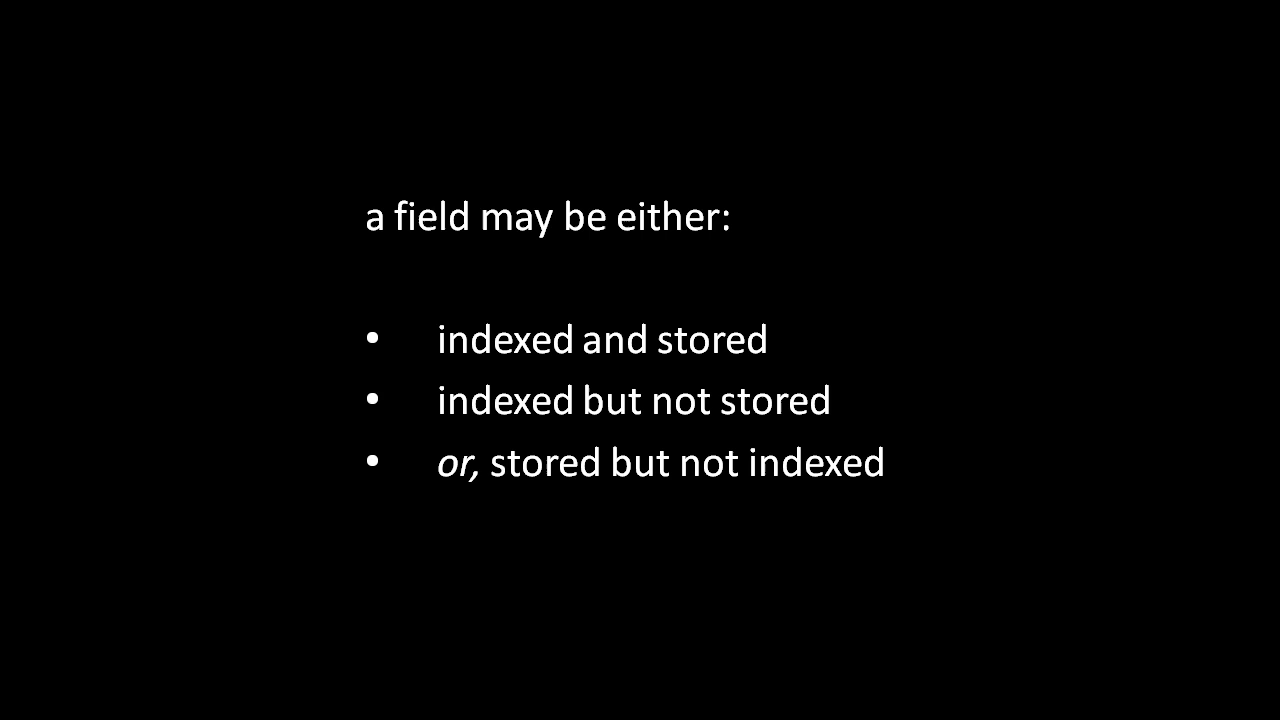 a field may be either:
• indexed and stored
• indexed but not stored
• or, stored but not indexed